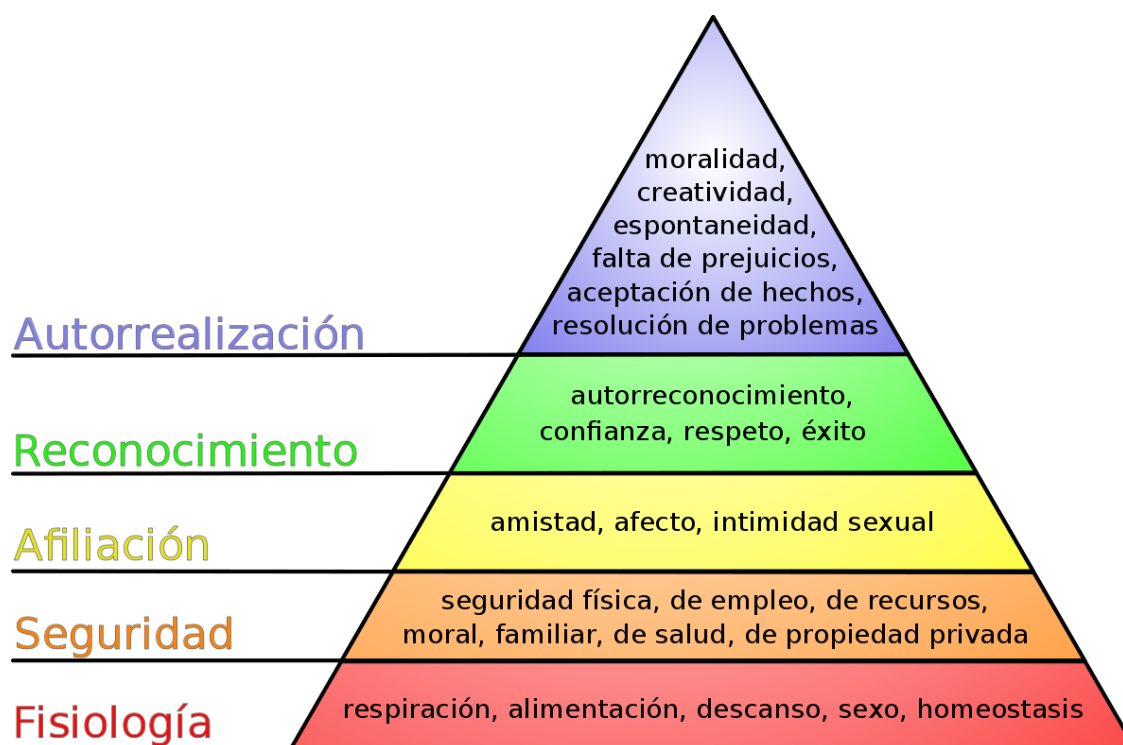 moralidad,
creatividad,
espontaneidad,
falta de prejuicios,
aceptación de hechos,
resolución de problemas
Autorrealización
autorreconocimiento,
confianza, respeto, éxito
Reconocimiento
amistad, afecto, intimidad sexual
Afiliación
seguridad física, de empleo, de recursos,
moral, familiar, de salud, de propiedad privada
Seguridad
respiración, alimentación, descanso, sexo, homeostasis
Fisiología